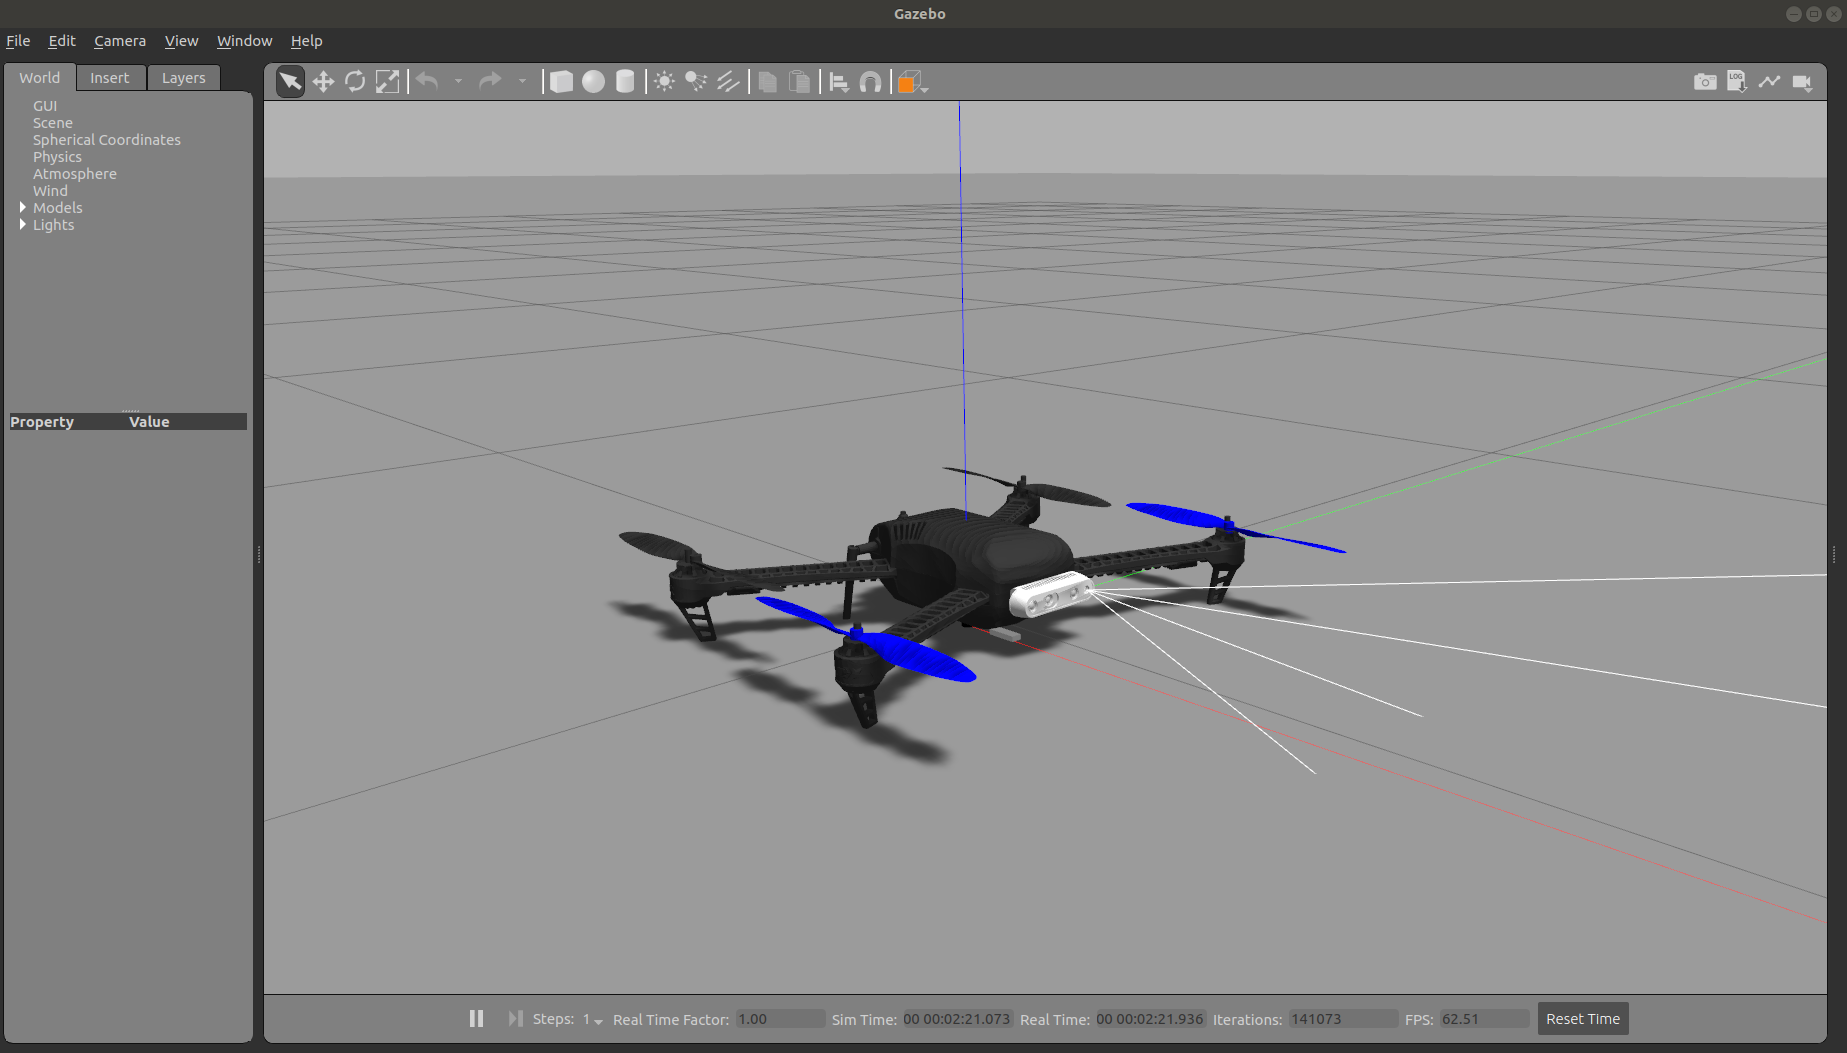 Gazebo
File Edit Camera View Window Help
World Insert Layers
LOG
GUI
Scene
Spherical Coordinates
Physics
Atmosphere
Wind
Models
Lights
Property Value
Steps: 1 Real Time Factor: 1.00 Sim Time: 00 00:02:21.073 Real Time: 00 00:02:21.936 Iterations: 141073 FPS: 62.51 Reset Time